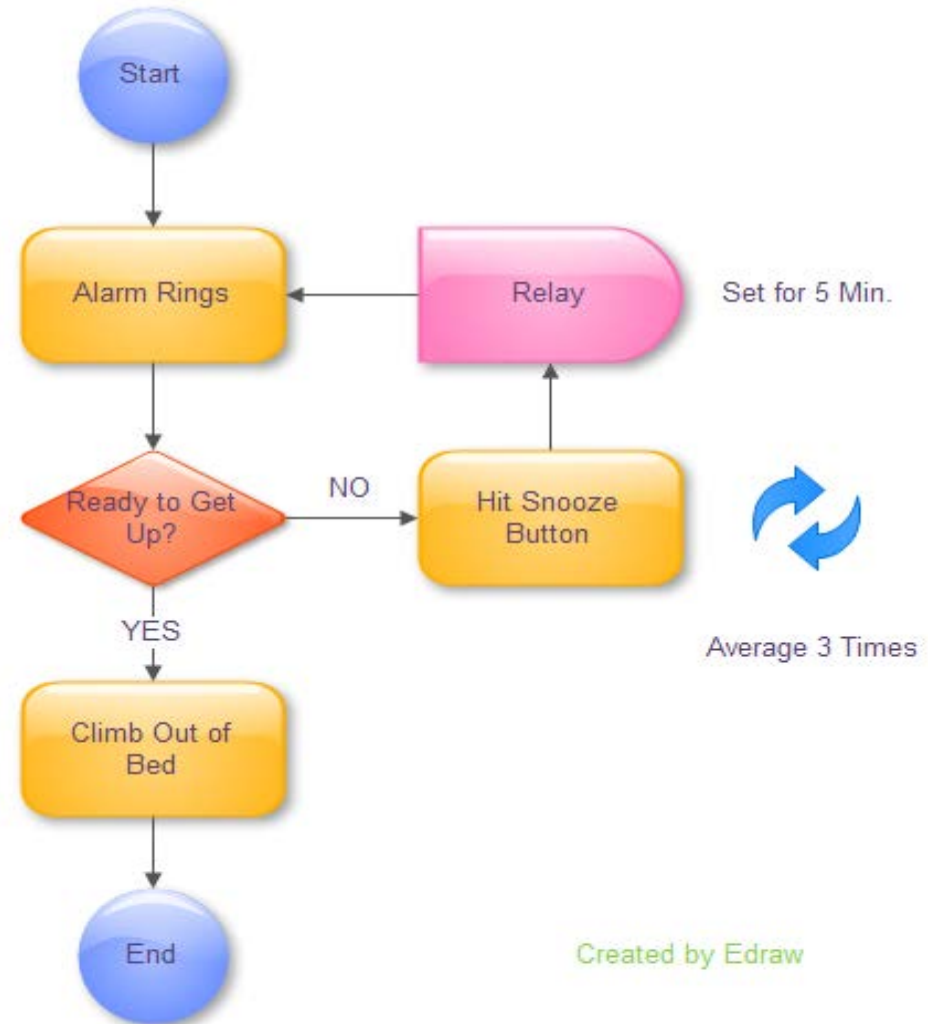 Start
Alarm Rings
Relay
Set for 5 Min.
Ready to Get
Up?
NO
Hit Snooze
Button
YES
Average 3 Times
Climb Out of
Bed
End
Created by Edraw